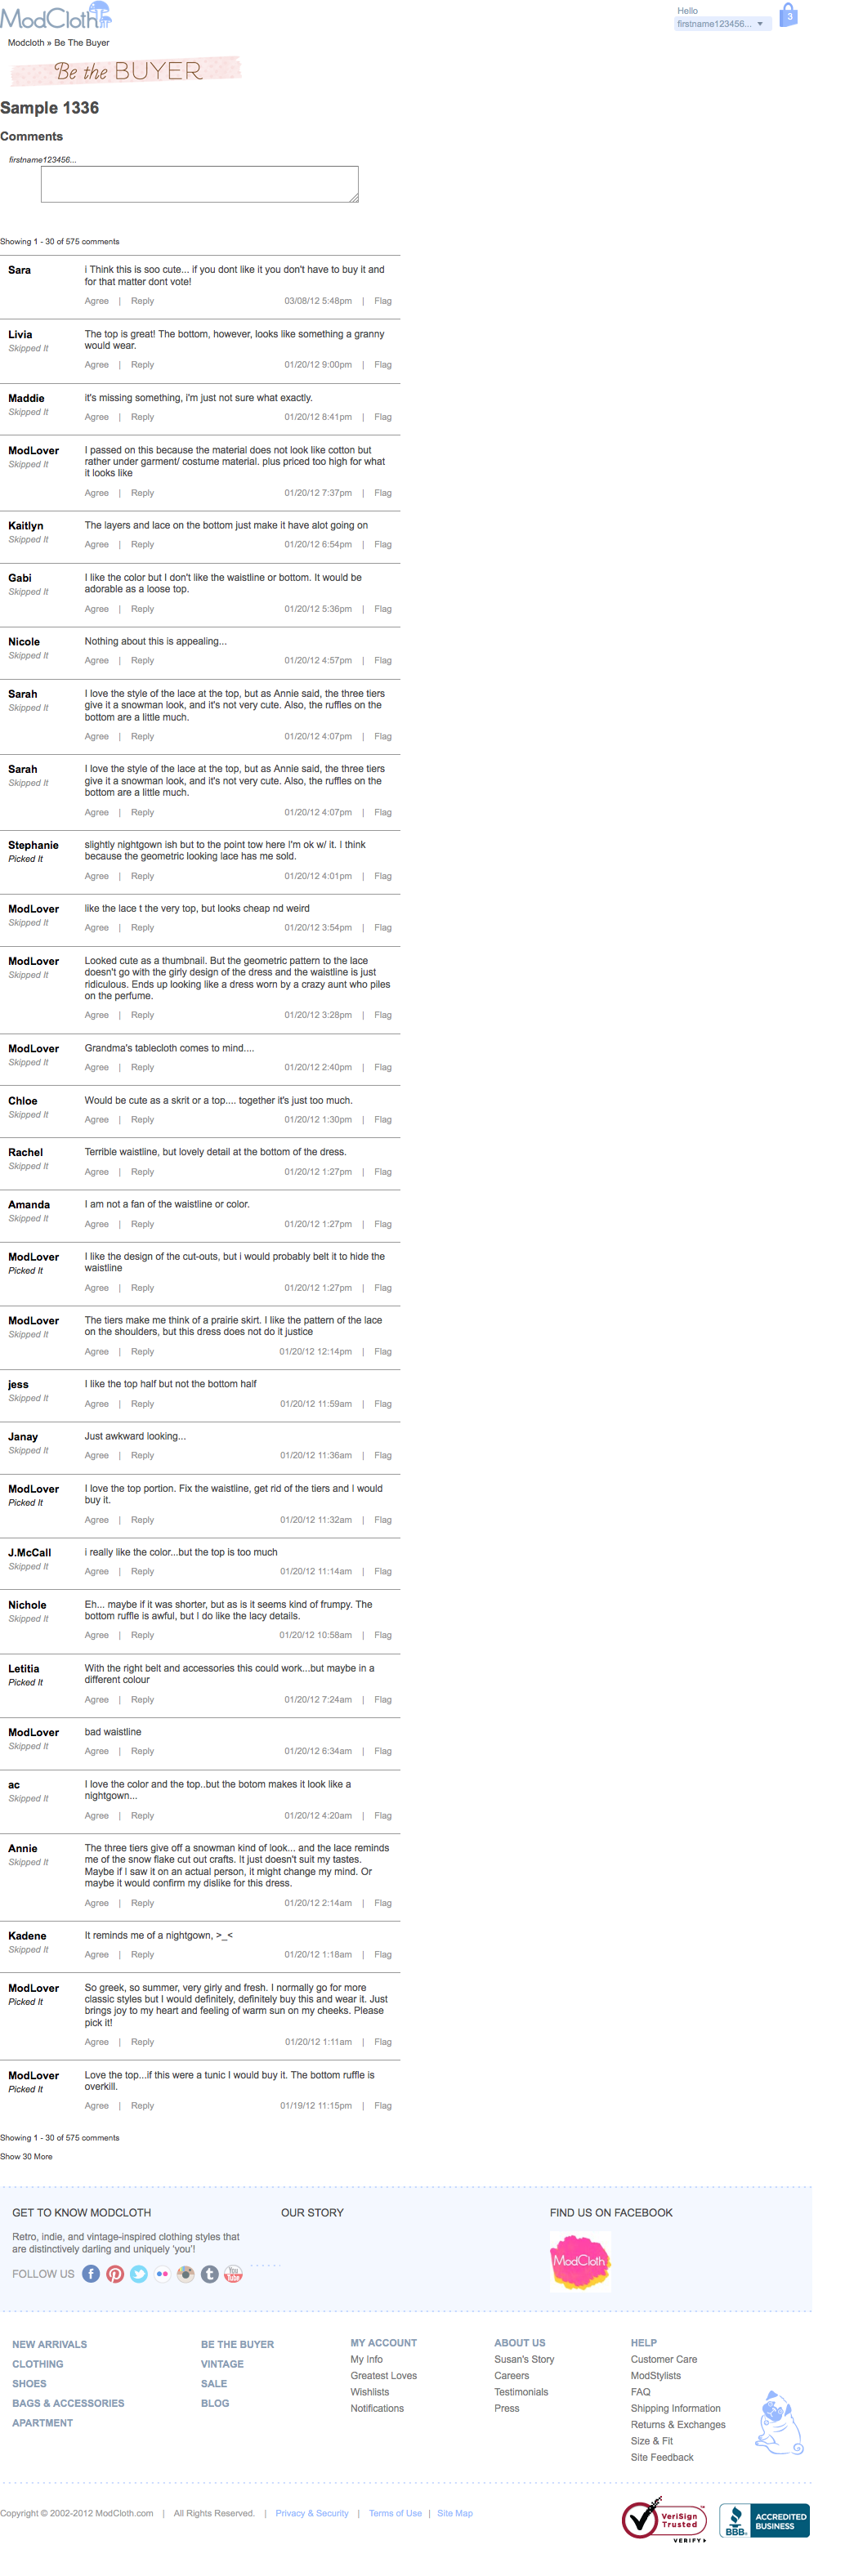 ModCloth
Hello
firstname123456...
3
Modcloth » Be The Buyer
Be the BUYER
Sample 1336
Comments
firstname123456...
Showing 1 - 30 of 575 comments
Sara
i Think this is soo cute... if you dont like it you don't have to buy it and
for that matter dont vote!
Agree | Reply 03/08/12 5:48pm | Flag
Livia
Skipped It
The top is great! The bottom, however, looks like something a granny
would wear.
Agree | Reply 01/20/12 9:00pm | Flag
Maddie
Skipped It
it's missing something, i'm just not sure what exactly.
Agree | Reply 01/20/12 8:41pm | Flag
ModLover
Skipped It
I passed on this because the material does not look like cotton but
rather under garment/ costume material. plus priced too high for what
it looks like
Agree | Reply 01/20/12 7:37pm | Flag
Kaitlyn
Skipped It
The layers and lace on the bottom just make it have alot going on
Agree | Reply 01/20/12 6:54pm | Flag
Gabi
Skipped It
I like the color but I don't like the waistline or bottom. It would be
adorable as a loose top.
Agree | Reply 01/20/12 5:36pm | Flag
Nicole
Skipped It
Nothing about this is appealing...
Agree | Reply 01/20/12 4:57pm | Flag
Sarah
Skipped It
I love the style of the lace at the top, but as Annie said, the three tiers
give it a snowman look, and it's not very cute. Also, the ruffles on the
bottom are a little much.
Agree | Reply 01/20/12 4:07pm | Flag
Sarah
Skipped It
I love the style of the lace at the top, but as Annie said, the three tiers
give it a snowman look, and it's not very cute. Also, the ruffles on the
bottom are a little much.
Agree | Reply 01/20/12 4:07pm | Flag
Stephanie
Picked It
slightly nightgown ish but to the point tow here I'm ok w/ it. I think
because the geometric looking lace has me sold.
Agree | Reply 01/20/12 4:01pm | Flag
ModLover
Skipped It
like the lace t the very top, but looks cheap nd weird
Agree | Reply 01/20/12 3:54pm | Flag
ModLover
Skipped It
Looked cute as a thumbnail. But the geometric pattern to the lace
doesn't go with the girly design of the dress and the waistline is just
ridiculous. Ends up looking like a dress worn by a crazy aunt who piles
on the perfume.
Agree | Reply 01/20/12 3:28pm | Flag
ModLover
Skipped It
Grandma's tablecloth comes to mind....
Agree | Reply 01/20/12 2:40pm | Flag
Chloe
Skipped It
Would be cute as a skrit or a top.... together it's just too much.
Agree | Reply 01/20/12 1:30pm | Flag
Rachel
Skipped It
Terrible waistline, but lovely detail at the bottom of the dress.
Agree | Reply 01/20/12 1:27pm | Flag
Amanda
Skipped It
I am not a fan of the waistline or color.
Agree | Reply 01/20/12 1:27pm | Flag
ModLover
Picked It
I like the design of the cut-outs, but i would probably belt it to hide the
waistline
Agree | Reply 01/20/12 1:27pm | Flag
ModLover
Skipped It
The tiers make me think of a prairie skirt. I like the pattern of the lace
on the shoulders, but this dress does not do it justice
Agree | Reply 01/20/12 12:14pm | Flag
jess
Skipped It
I like the top half but not the bottom half
Agree | Reply 01/20/12 11:59am | Flag
Janay
Skipped It
Just awkward looking...
Agree | Reply 01/20/12 11:36am | Flag
ModLover
Picked It
I love the top portion. Fix the waistline, get rid of the tiers and I would
buy it.
Agree | Reply 01/20/12 11:32am | Flag
J.McCall
Skipped It
i really like the color...but the top is too much
Agree | Reply 01/20/12 11:14am | Flag
Nichole
Skipped It
Eh... maybe if it was shorter, but as is it seems kind of frumpy. The
bottom ruffle is awful, but I do like the lacy details.
Agree | Reply 01/20/12 10:58am | Flag
Letitia
Picked It
With the right belt and accessories this could work...but maybe in a
different colour
Agree | Reply 01/20/12 7:24am | Flag
ModLover
Skipped It
bad waistline
Agree | Reply 01/20/12 6:34am | Flag
ac
Skipped It
I love the color and the top..but the botom makes it look like a
nightgown...
Agree | Reply 01/20/12 4:20am | Flag
Annie
Skipped It
The three tiers give off a snowman kind of look... and the lace reminds
me of the snow flake cut out crafts. It just doesn't suit my tastes.
Maybe if I saw it on an actual person, it might change my mind. Or
maybe it would confirm my dislike for this dress.
Agree | Reply 01/20/12 2:14am | Flag
Kadene
Skipped It
It reminds me of a nightgown, >_<
Agree | Reply 01/20/12 1:18am | Flag
ModLover
Picked It
So greek, so summer, very girly and fresh. I normally go for more
classic styles but I would definitely, definitely buy this and wear it. Just
brings joy to my heart and feeling of warm sun on my cheeks. Please
pick it!
Agree | Reply 01/20/12 1:11am | Flag
ModLover
Picked It
Love the top...if this were a tunic I would buy it. The bottom ruffle is
overkill.
Agree | Reply 01/19/12 11:15pm | Flag
Showing 1 - 30 of 575 comments
Show 30 More
GET TO KNOW MODCLOTH
Retro, indie, and vintage-inspired clothing styles that
are distinctively darling and uniquely 'you'!
FOLLOW US
You Tube
OUR STORY
FIND US ON FACEBOOK
ModCloth
NEW ARRIVALS
CLOTHING
SHOES
BAGS & ACCESSORIES
APARTMENT
BE THE BUYER
VINTAGE
SALE
BLOG
MY ACCOUNT
My Info
Greatest Loves
Wishlists
Notifications
ABOUT US
Susan's Story
Careers
Testimonials
Press
HELP
Customer Care
ModStylists
FAQ
Shipping Information
Returns & Exchanges
Size & Fit
Site Feedback
Copyright © 2002-2012 ModCloth.com | All Rights Reserved. | Privacy & Security | Terms of Use | Site Map
VeriSign
Trusted
VERIFY
BBB
ACCREDITED
BUSINESS